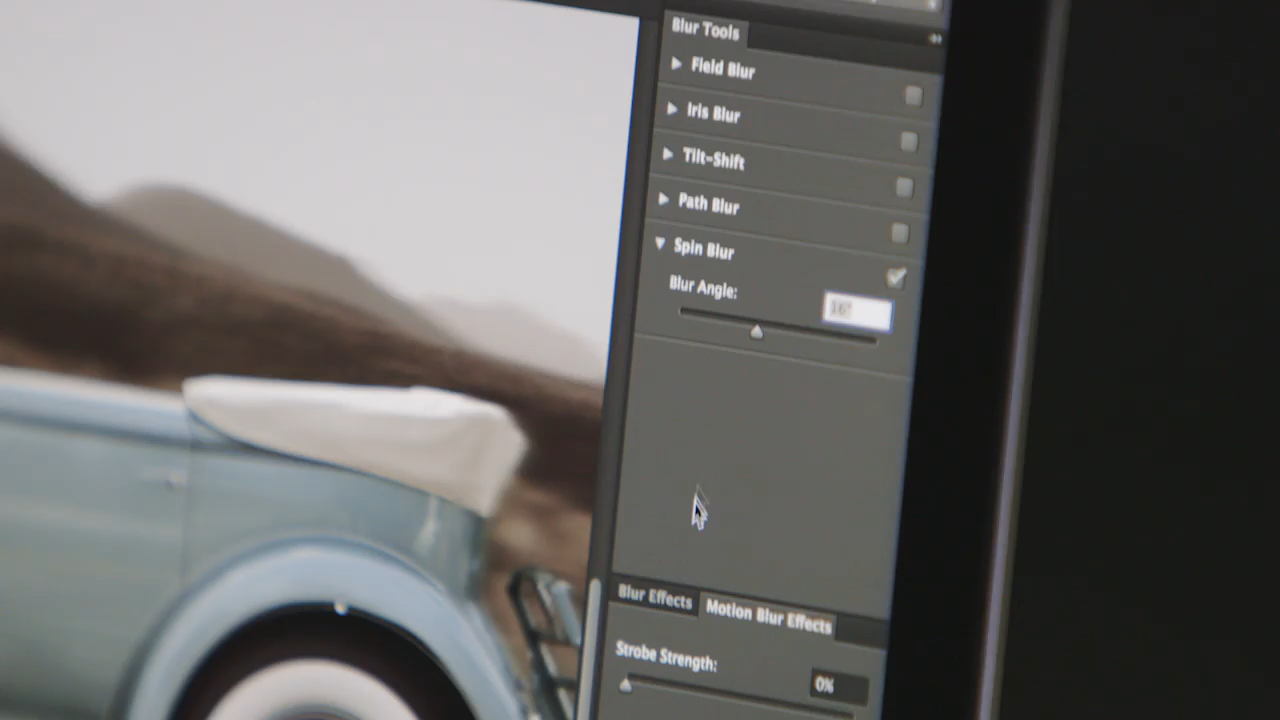 Blur Tools
Field Blur
Iris Blur
Tilt-Shift
Path Blur
Spin Blur
Blur Angle:
16°
Blur Effects
Motion Blur Effects
Strobe Strength:
0%